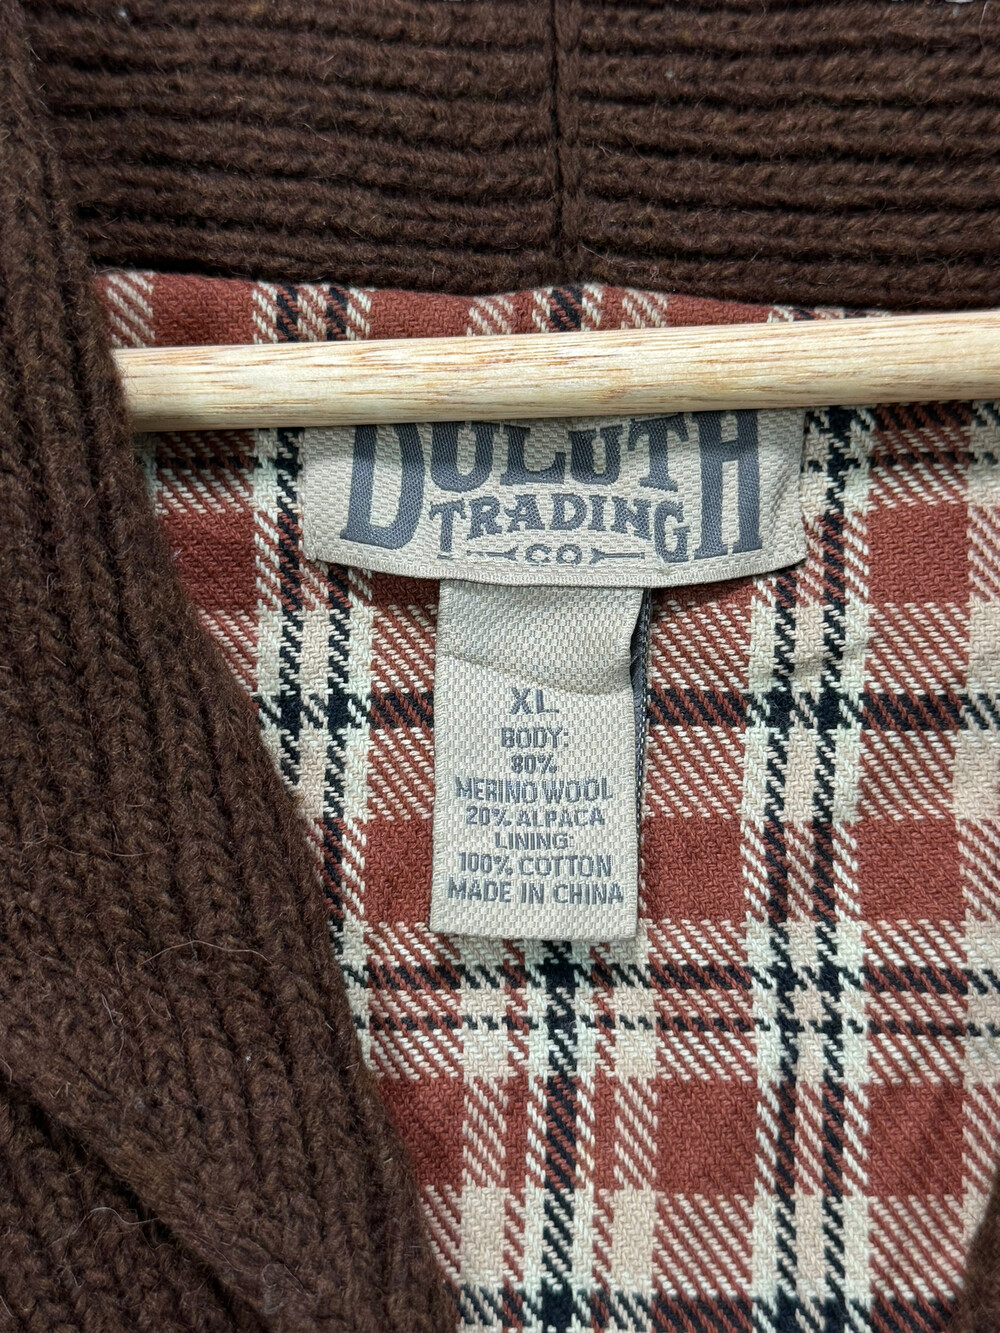 DULUTH
TRADING
CO
XL
BODY:
80%
MERINO WOOL
20% ALPACA
LINING:
100% COTTON
MADE IN CHINA